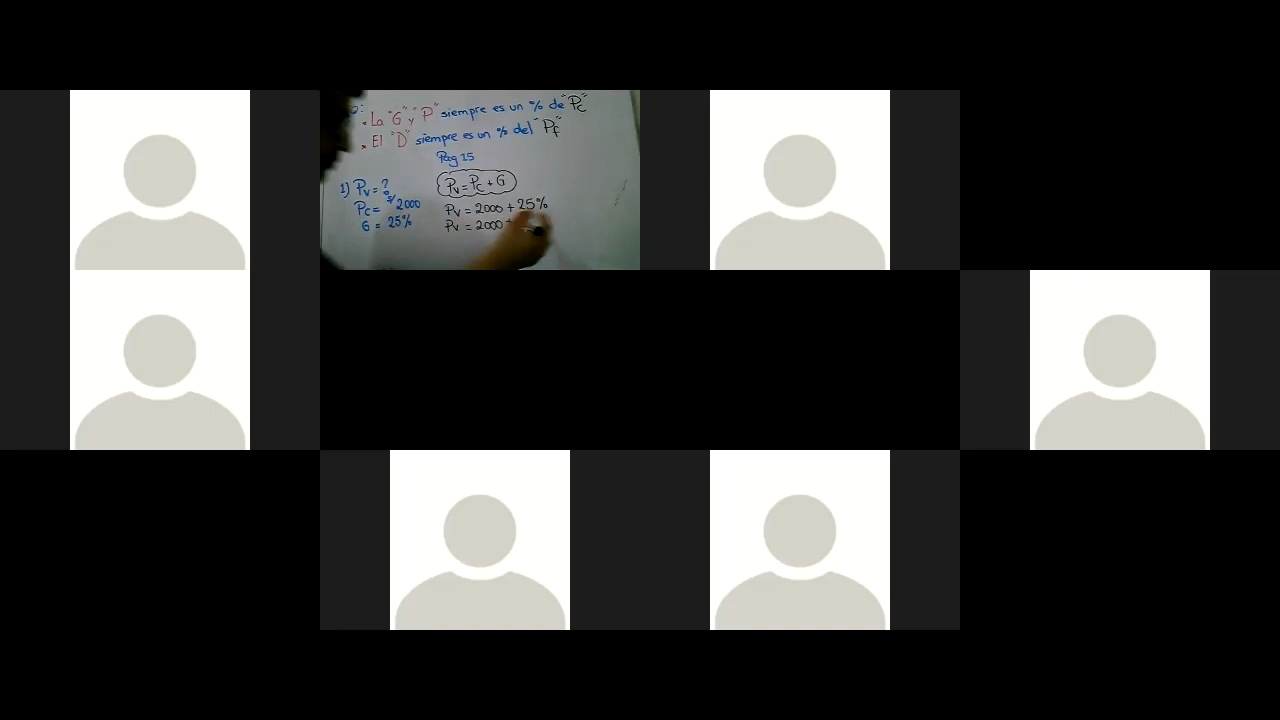 • La "G" y "P" siempre es un % de "Pc"
• El "D" siempre es un % del "Pf"
Pág 15
1) Pv = ?
Pv = Pc + G
Pc = s/ 2000
Pv = 2000 + 25%
G = 25%
Pv = 2000 +